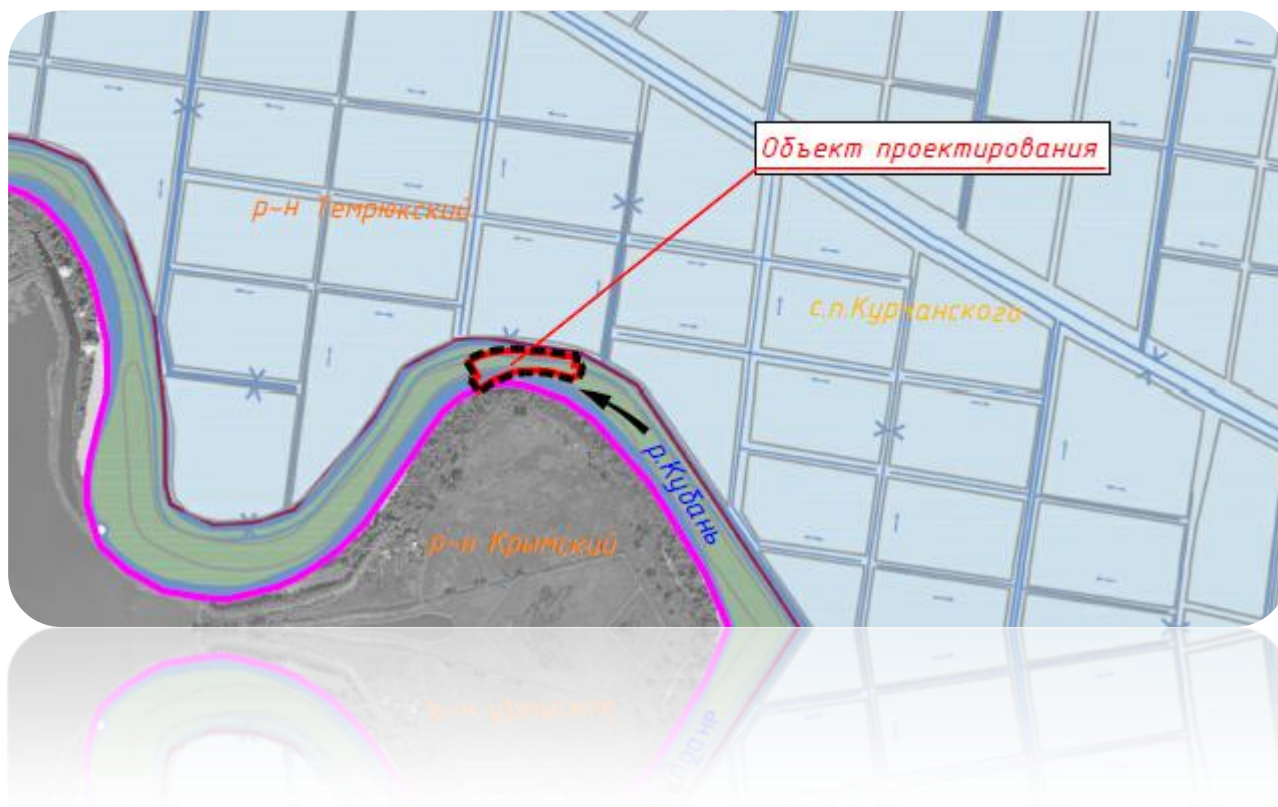 Объект проектирования
р-н Темрюкский
с.п.Курчанского
р.Кубань
р-н Крымский